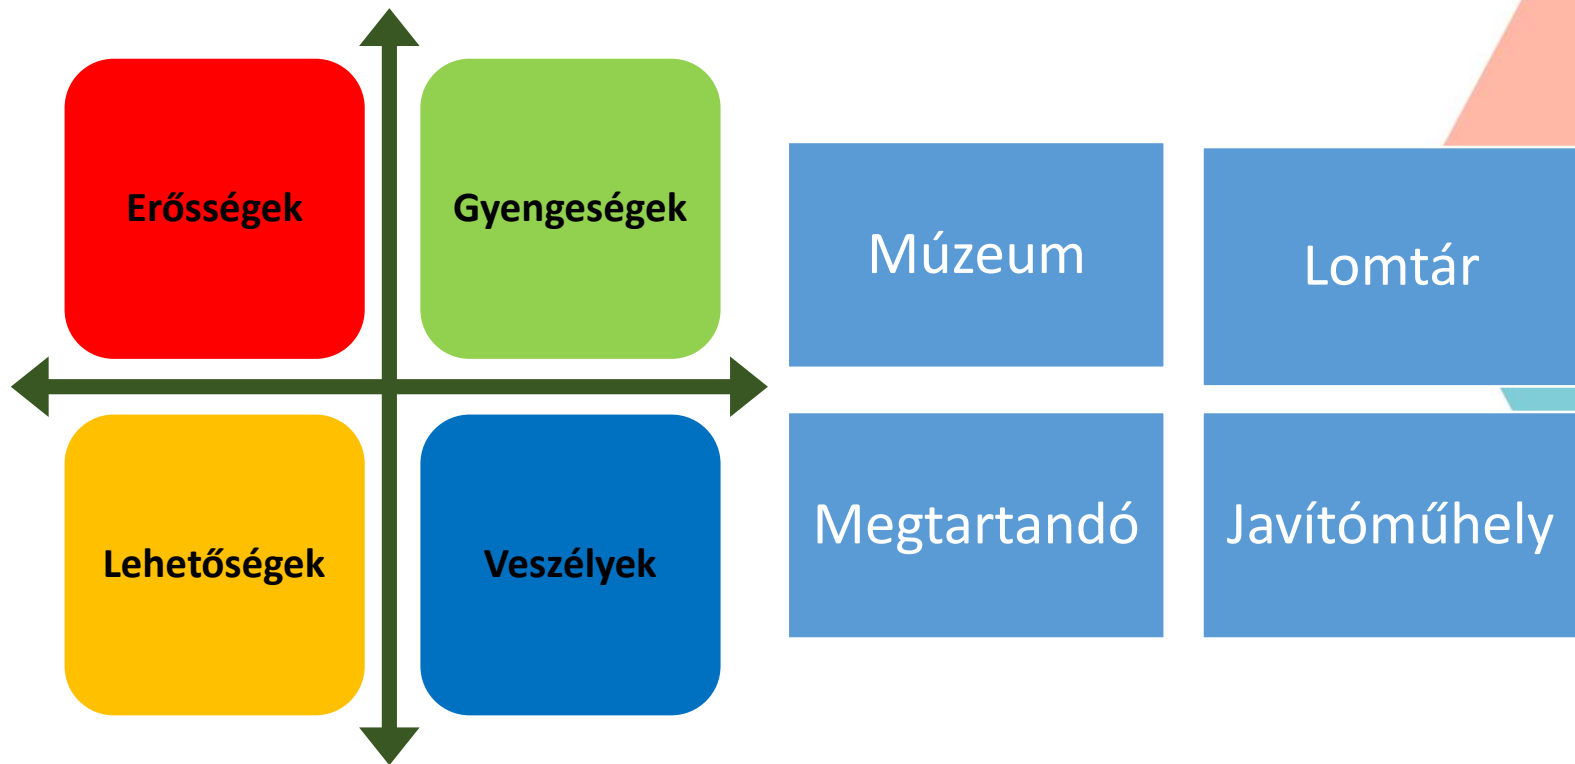 Erősségek
Gyengeségek
Lehetőségek
Veszélyek
Múzeum
Lomtár
Megtartandó
Javítóműhely